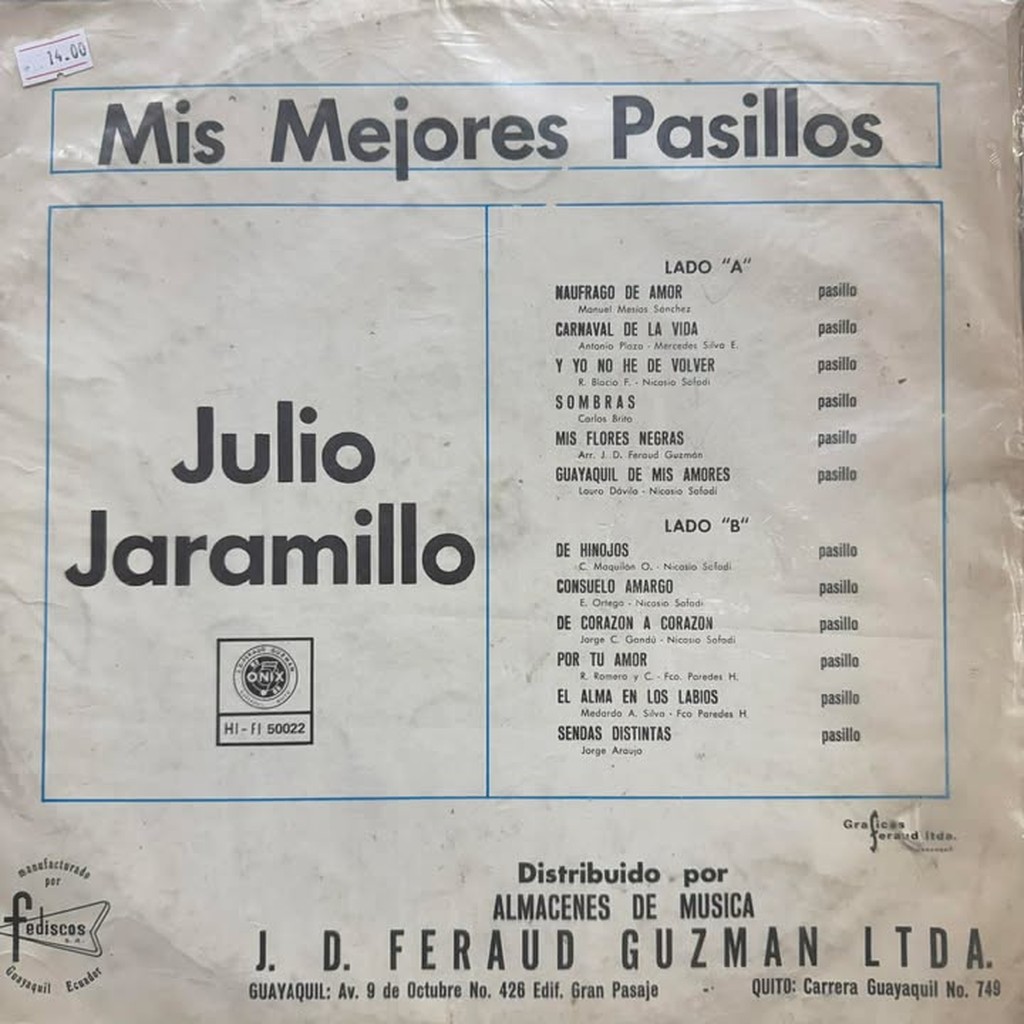 14.00
Mis Mejores Pasillos
Julio
Jaramillo
ONIX
HI-FI 50022
LADO "A"
NAUFRAGO DE AMOR pasillo
Manuel Mesias Sánchez
CARNAVAL DE LA VIDA pasillo
Antonio Plaza - Mercedes Silva E.
Y YO NO HE DE VOLVER pasillo
R. Blacio F. - Nicasio Safadi
SOMBRAS pasillo
Carlos Brito
MIS FLORES NEGRAS pasillo
Arr. J. D. Feraud Guzmán
GUAYAQUIL DE MIS AMORES pasillo
Lauro Dávila - Nicasio Safadi
LADO "B"
DE HINOJOS pasillo
C. Maquilón O. - Nicasio Safadi
CONSUELO AMARGO pasillo
E. Ortega - Nicasio Safadi
DE CORAZON A CORAZON pasillo
Jorge C. Gandú - Nicasio Safadi
POR TU AMOR pasillo
R. Romero y C. - Fco. Paredes H.
EL ALMA EN LOS LABIOS pasillo
Medardo A. Silva - Fco Paredes H.
SENDAS DISTINTAS pasillo
Jorge Araujo
Graficas
feraud ltda.
manufacturado
por
fediscos
s.a.
Guayaquil Ecuador
Distribuido por
ALMACENES DE MUSICA
J. D. FERAUD GUZMAN LTDA.
GUAYAQUIL: Av. 9 de Octubre No. 426 Edif. Gran Pasaje -- QUITO: Carrera Guayaquil No. 749